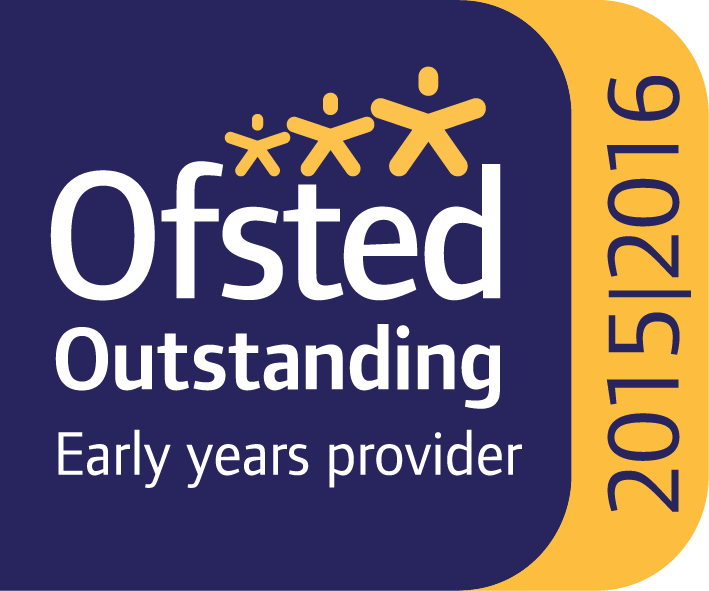 Ofsted
Outstanding
Early years provider
2015|2016